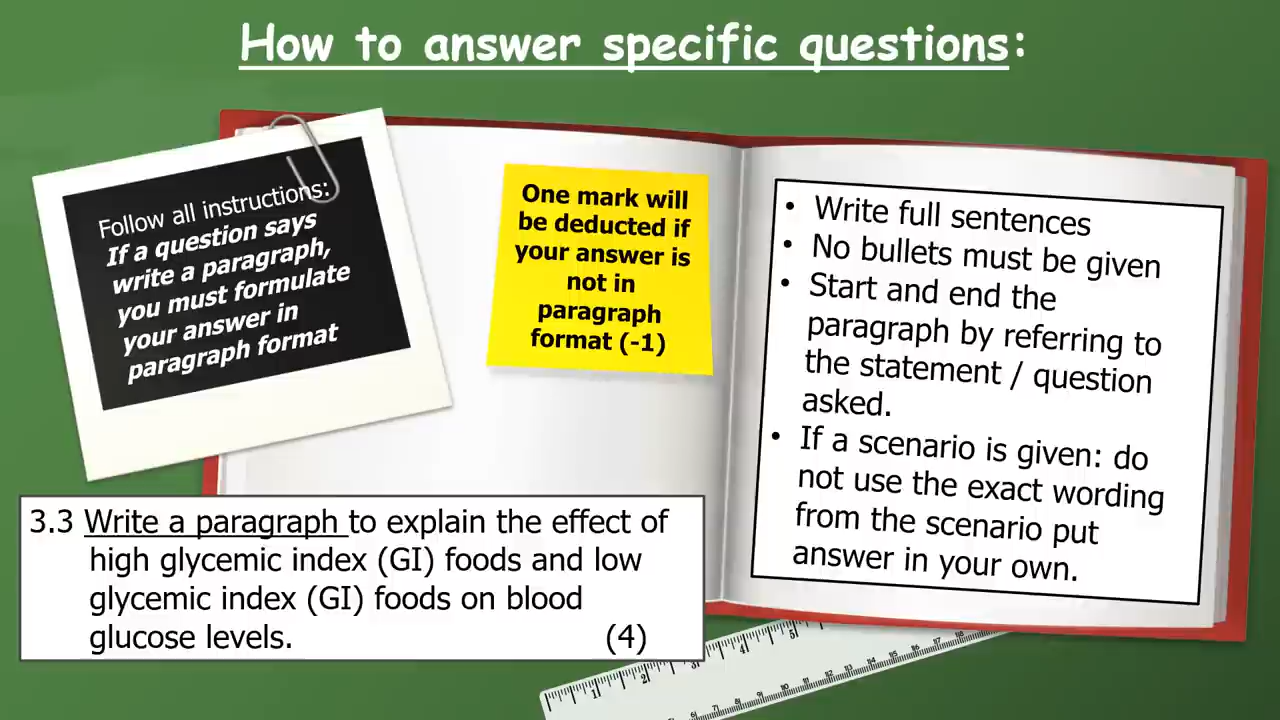 How to answer specific questions:
Follow all instructions:
If a question says
write a paragraph,
you must formulate
your answer in
paragraph format
One mark will
be deducted if
your answer is
not in
paragraph
format (-1)
• Write full sentences
• No bullets must be given
• Start and end the
paragraph by referring to
the statement / question
asked.
• If a scenario is given: do
not use the exact wording
from the scenario put
answer in your own.
3.3 Write a paragraph to explain the effect of
high glycemic index (GI) foods and low
glycemic index (GI) foods on blood
glucose levels. (4)